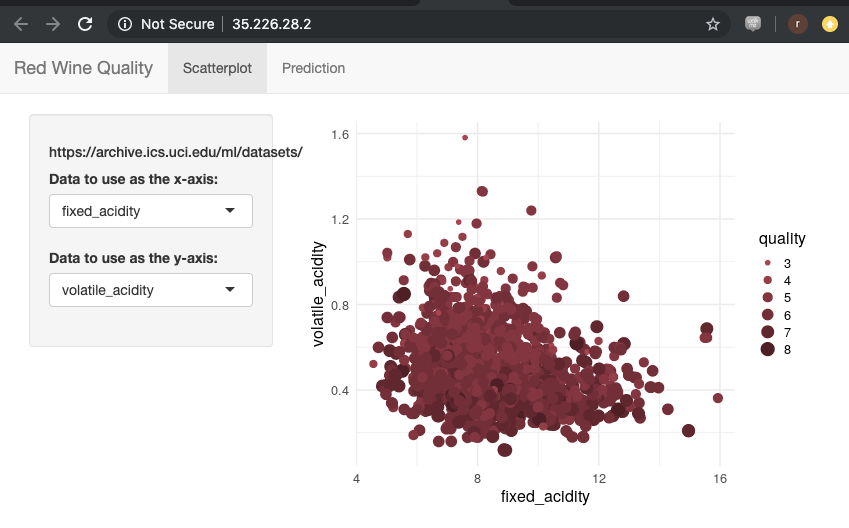 Not Secure | 35.226.28.2
r
Red Wine Quality Scatterplot Prediction
https://archive.ics.uci.edu/ml/datasets/
Data to use as the x-axis:
fixed_acidity
Data to use as the y-axis:
volatile_acidity
volatile_acidity
1.6
1.2
0.8
0.4
4 8 12 16
fixed_acidity
quality
3
4
5
6
7
8